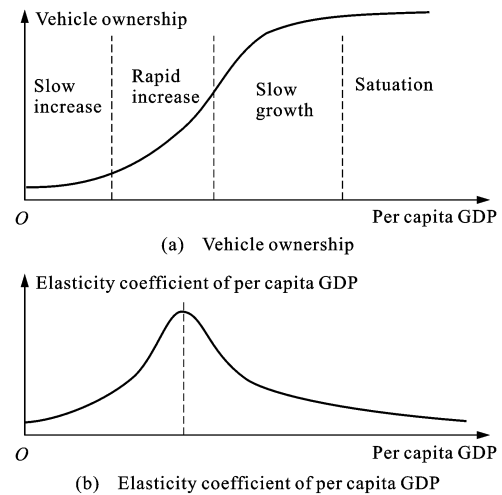 Vehicle ownership
Slow
increase
Rapid
increase
Slow
growth
Satuation
O
Per capita GDP
(a) Vehicle ownership
Elasticity coefficient of per capita GDP
O
Per capita GDP
(b) Elasticity coefficient of per capita GDP